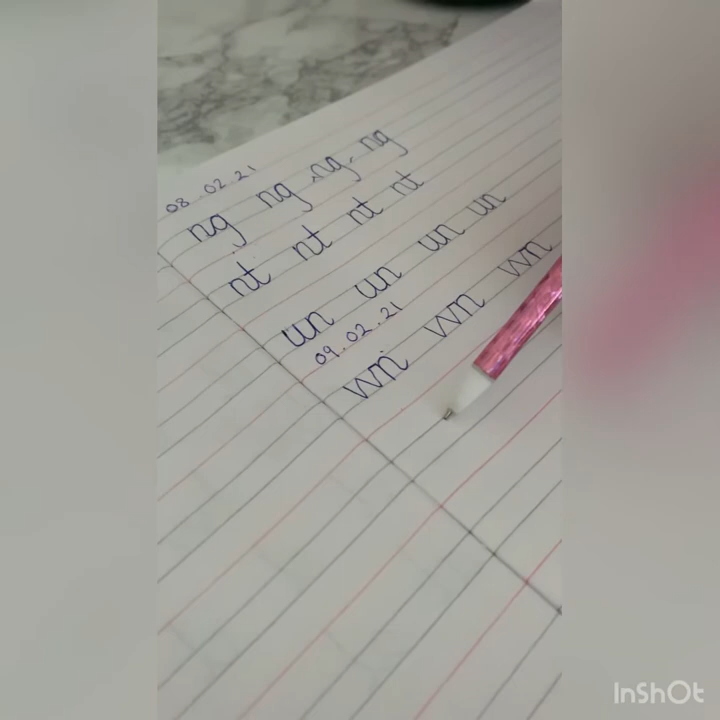 08.02.21
ng ng ng ng
nt nt nt nt
un un un un
09.02.21
wn wn wn
InShOt